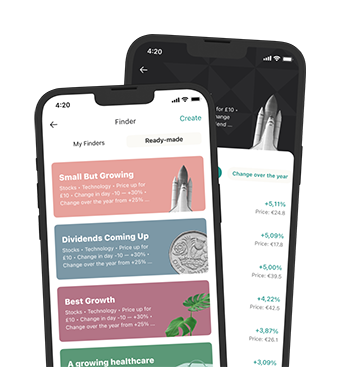 4:20
Finder
Create
My Finders
Ready-made
Small But Growing
Stocks • Technology • Price up for
£10 • Change in day -10 — +30% •
Change over the year from +25% ...
Dividends Coming Up
Stocks • Technology • Price up for
£10 • Change in day -10 — +30% •
Change over the year from +25% ...
Best Growth
Stocks • Technology • Price up for
£10 • Change in day -10 — +30% •
Change over the year from +25% ...
A growing healthcare
4:20
for £10 •
change
end ...
Change over the year
+5,11%
Price: €24.8
+5,09%
Price: €17.8
+5,00%
Price: €39.5
+4,22%
Price: €42.5
+3,87%
Price: €26.1
+3,09%